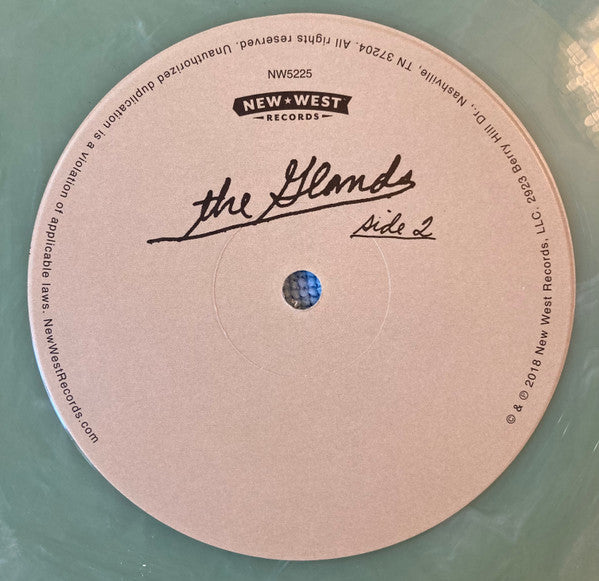 NW5225
NEW★WEST
RECORDS
the Glands
side 2
© & ℗ 2018 New West Records, LLC. 2923 Berry Hill Dr., Nashville, TN 37204. All rights reserved. Unauthorized duplication is a violation of applicable laws. NewWestRecords.com